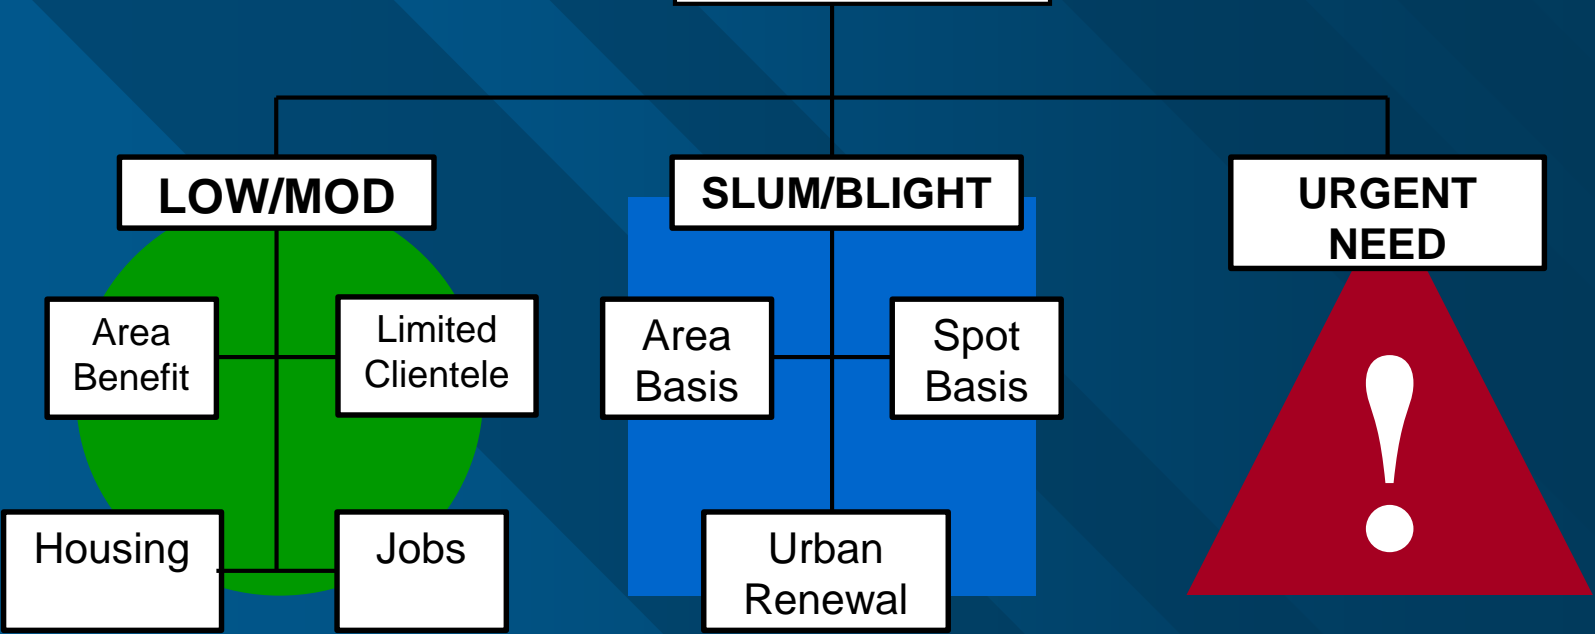 LOW/MOD
SLUM/BLIGHT
URGENT
NEED
Area
Benefit
Limited
Clientele
Area
Basis
Spot
Basis
!
Housing
Jobs
Urban
Renewal